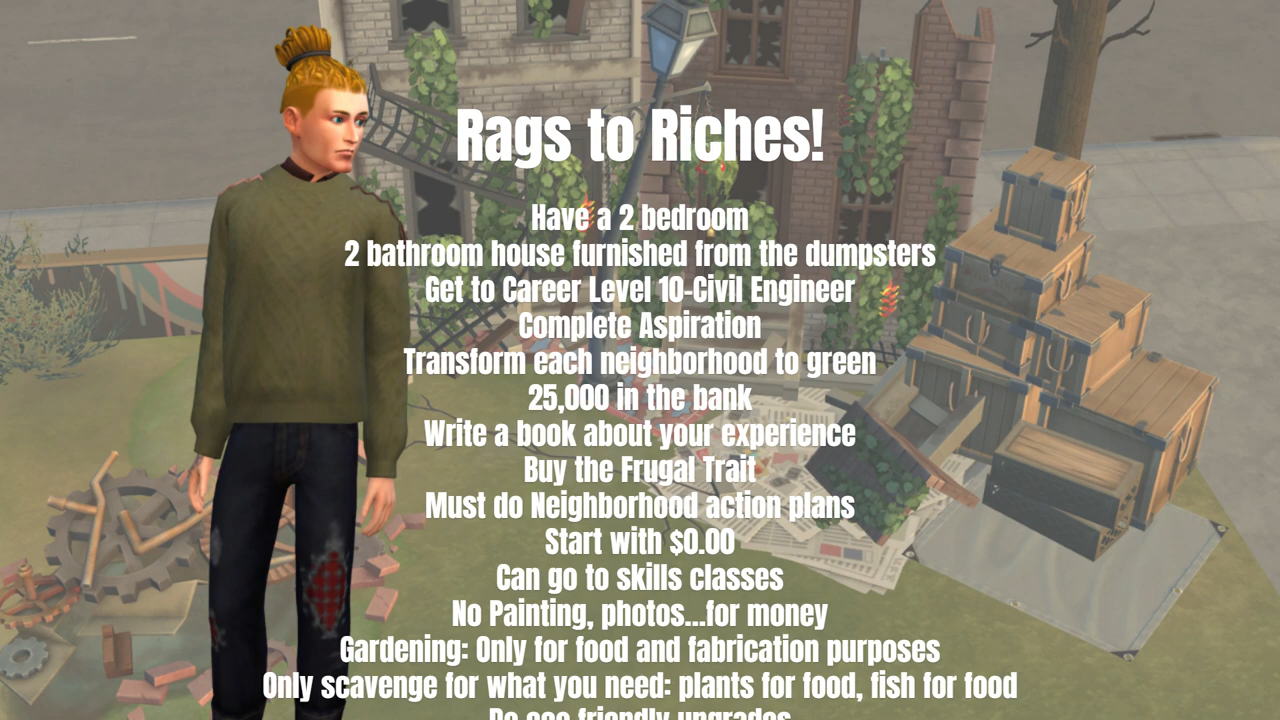 Rags to Riches!
Have a 2 bedroom
2 bathroom house furnished from the dumpsters
Get to Career Level 10-Civil Engineer
Complete Aspiration
Transform each neighborhood to green
25,000 in the bank
Write a book about your experience
Buy the Frugal Trait
Must do Neighborhood action plans
Start with $0.00
Can go to skills classes
No Painting, photos...for money
Gardening: Only for food and fabrication purposes
Only scavenge for what you need: plants for food, fish for food
Do eco friendly upgrades